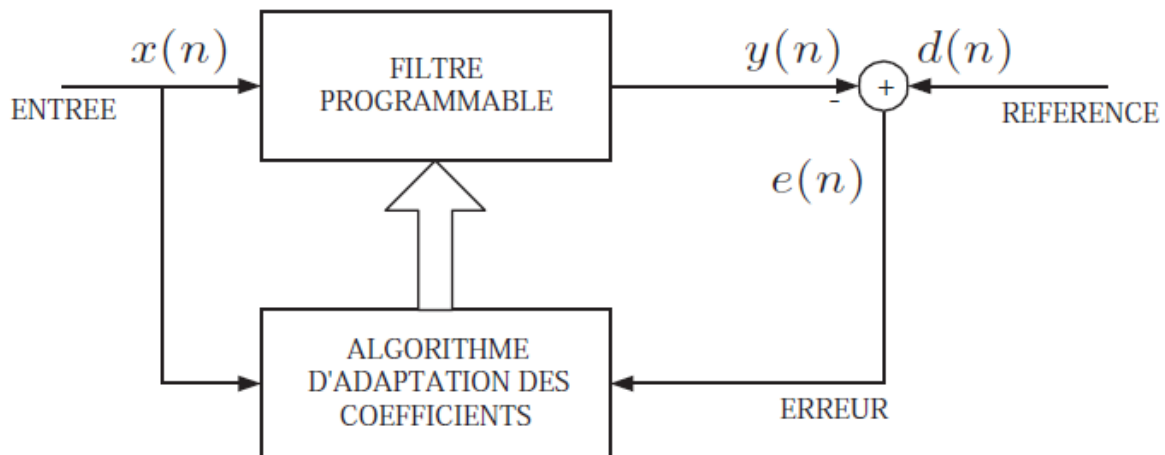 x(n)
ENTREE
FILTRE
PROGRAMMABLE
y(n)
-
+
d(n)
REFERENCE
e(n)
ALGORITHME
D'ADAPTATION DES
COEFFICIENTS
ERREUR